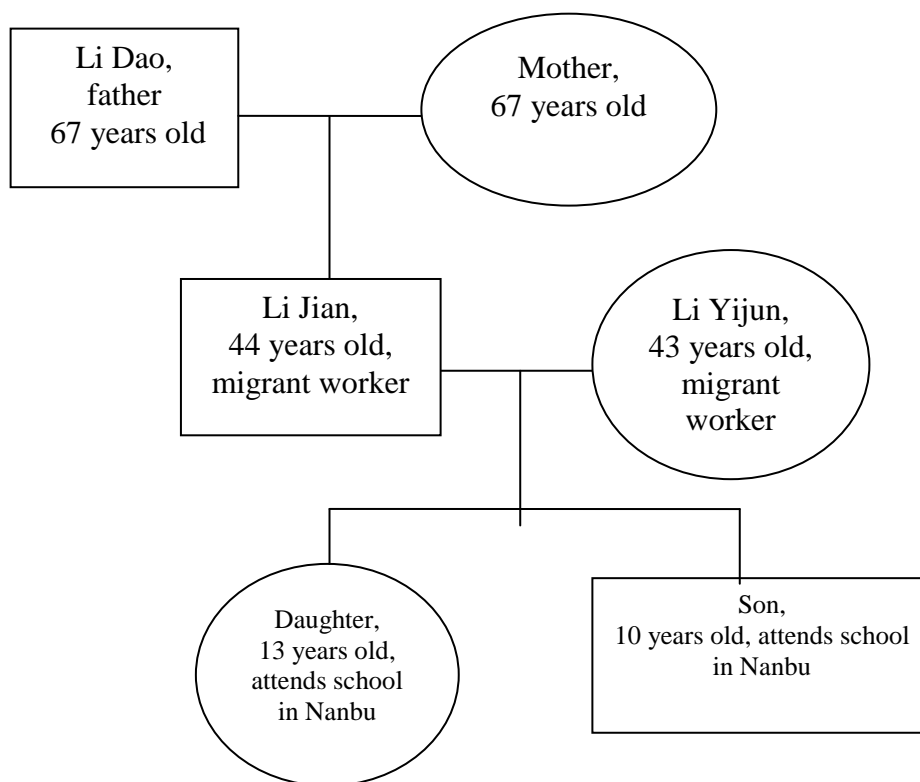 Li Dao,
father
67 years old
Mother,
67 years old
Li Jian,
44 years old,
migrant worker
Li Yijun,
43 years old,
migrant
worker
Daughter,
13 years old,
attends school
in Nanbu
Son,
10 years old, attends school
in Nanbu